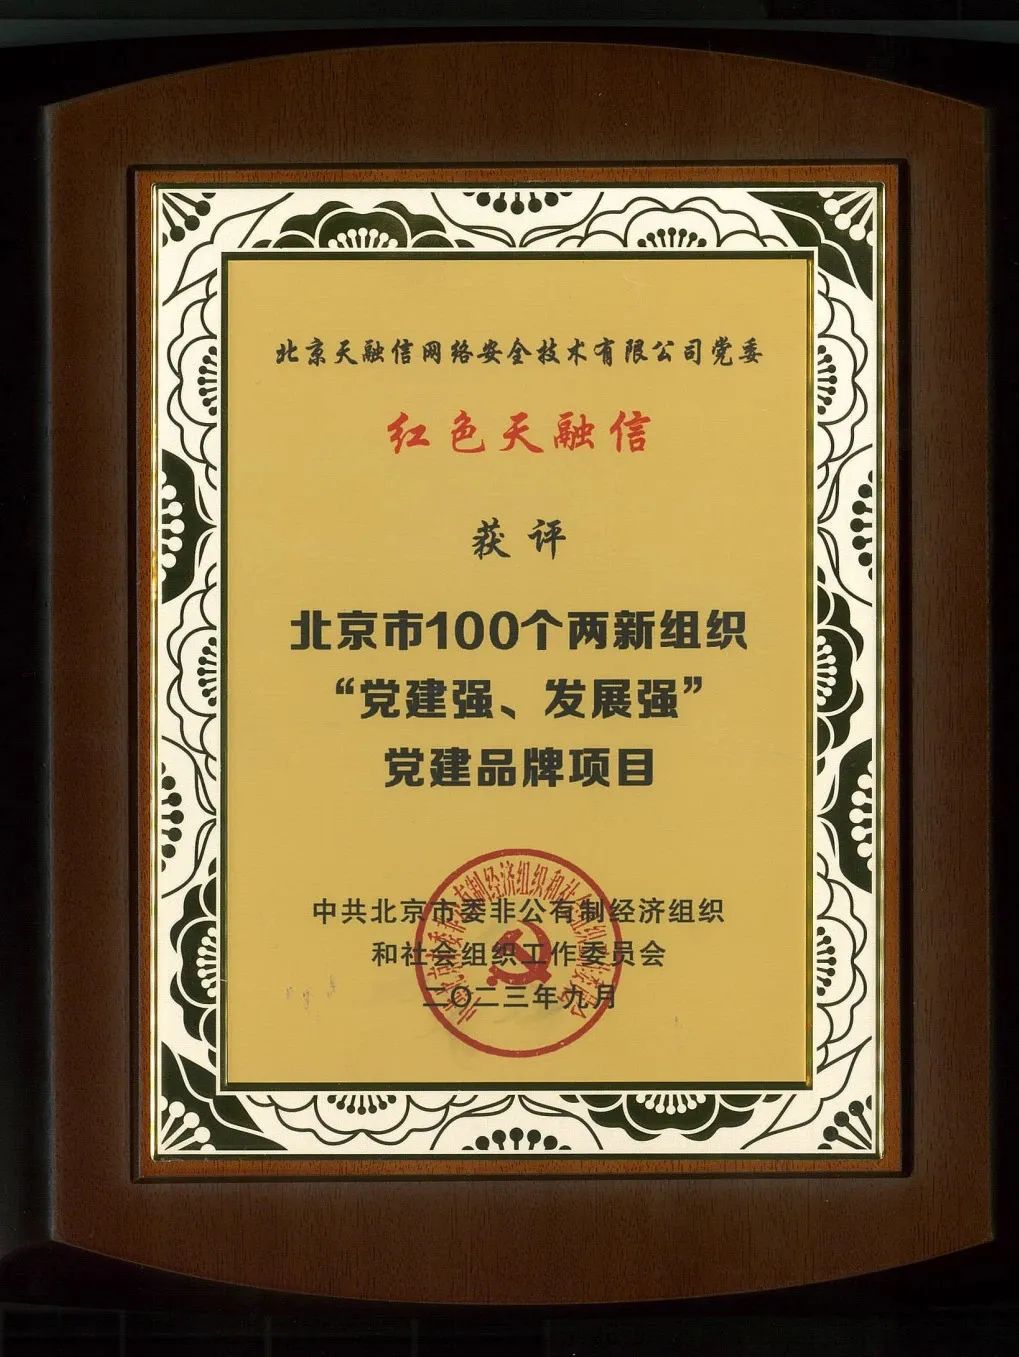 北京天融信网络安全技术有限公司党委
红色天融信
获评
北京市100个两新组织
“党建强、发展强”
党建品牌项目
中共北京市委非公有制经济组织
和社会组织工作委员会
二〇二三年九月